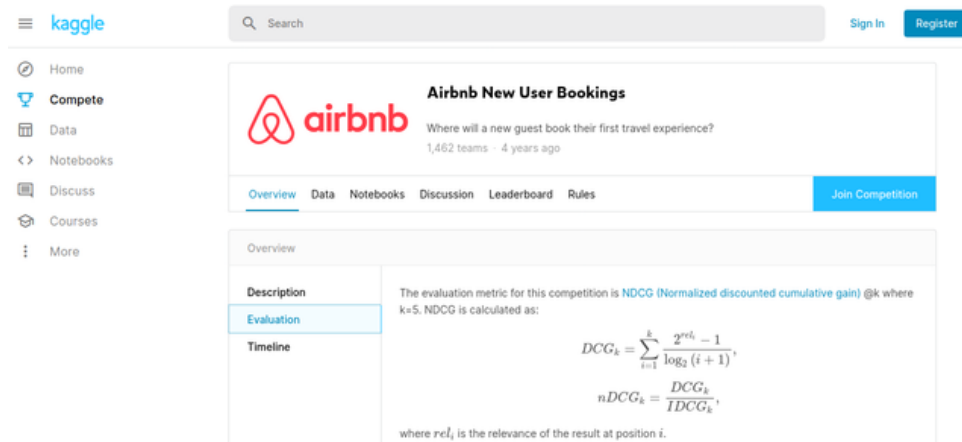 kaggle
Search
Sign In
Register
Home
Compete
Data
Notebooks
Discuss
Courses
More
airbnb
Airbnb New User Bookings
Where will a new guest book their first travel experience?
1,462 teams · 4 years ago
Overview Data Notebooks Discussion Leaderboard Rules
Join Competition
Overview
Description
Evaluation
Timeline
The evaluation metric for this competition is NDCG (Normalized discounted cumulative gain) @k where
k=5. NDCG is calculated as:
DCG_k = \sum_{i=1}^{k} \frac{2^{rel_i} - 1}{\log_2 (i + 1)},
nDCG_k = \frac{DCG_k}{IDCG_k},
where rel_i is the relevance of the result at position i.